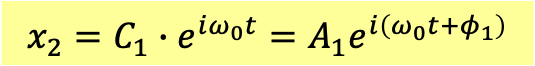 x₂ = C₁ · e^{iω₀t} = A₁e^{i(ω₀t+ϕ₁)}